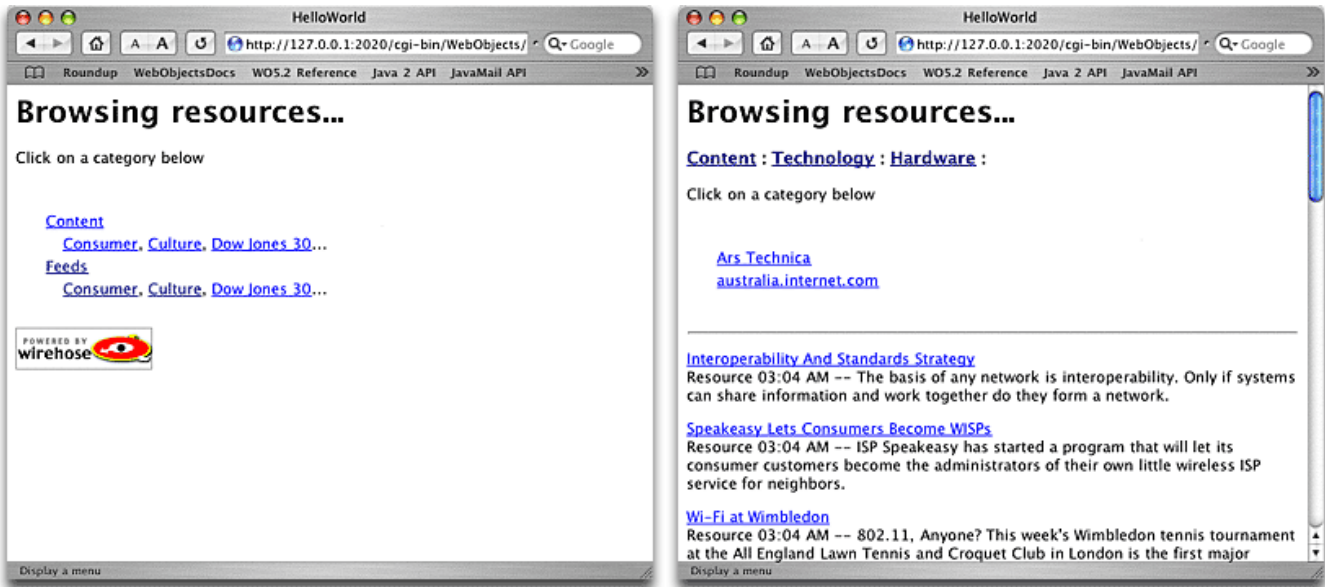 HelloWorld
A A http://127.0.0.1:2020/cgi-bin/WebObjects/ Q Google
Roundup WebObjectsDocs WO5.2 Reference Java 2 API JavaMail API »
Browsing resources...
Click on a category below
Content
Consumer, Culture, Dow Jones 30...
Feeds
Consumer, Culture, Dow Jones 30...
POWERED BY
wirehose
Display a menu
HelloWorld
A A http://127.0.0.1:2020/cgi-bin/WebObjects/ Q Google
Roundup WebObjectsDocs WO5.2 Reference Java 2 API JavaMail API »
Browsing resources...
Content : Technology : Hardware :
Click on a category below
Ars Technica
australia.internet.com
Interoperability And Standards Strategy
Resource 03:04 AM -- The basis of any network is interoperability. Only if systems
can share information and work together do they form a network.
Speakeasy Lets Consumers Become WISPs
Resource 03:04 AM -- ISP Speakeasy has started a program that will let its
consumer customers become the administrators of their own little wireless ISP
service for neighbors.
Wi-Fi at Wimbledon
Resource 03:04 AM -- 802.11, Anyone? This week's Wimbledon tennis tournament
at the All England Lawn Tennis and Croquet Club in London is the first major
Display a menu